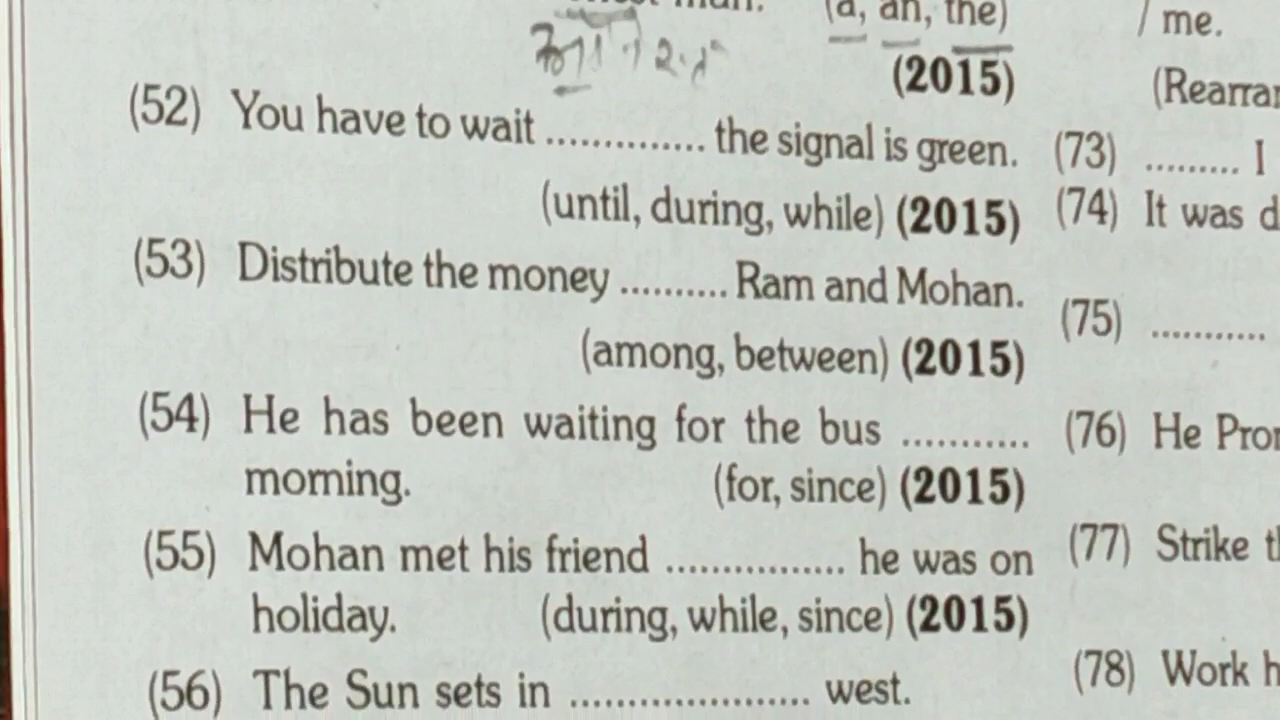 (a, an, the)
(2015)
(52) You have to wait .............. the signal is green.
(until, during, while) (2015)
(53) Distribute the money .......... Ram and Mohan.
(among, between) (2015)
(54) He has been waiting for the bus ...........
morning. (for, since) (2015)
(55) Mohan met his friend ............... he was on
holiday. (during, while, since) (2015)
(56) The Sun sets in .................... west.
/ me.
(73) ......... I
(74) It was
(75) ...........
(76) He
(77) Strike
(78) Work